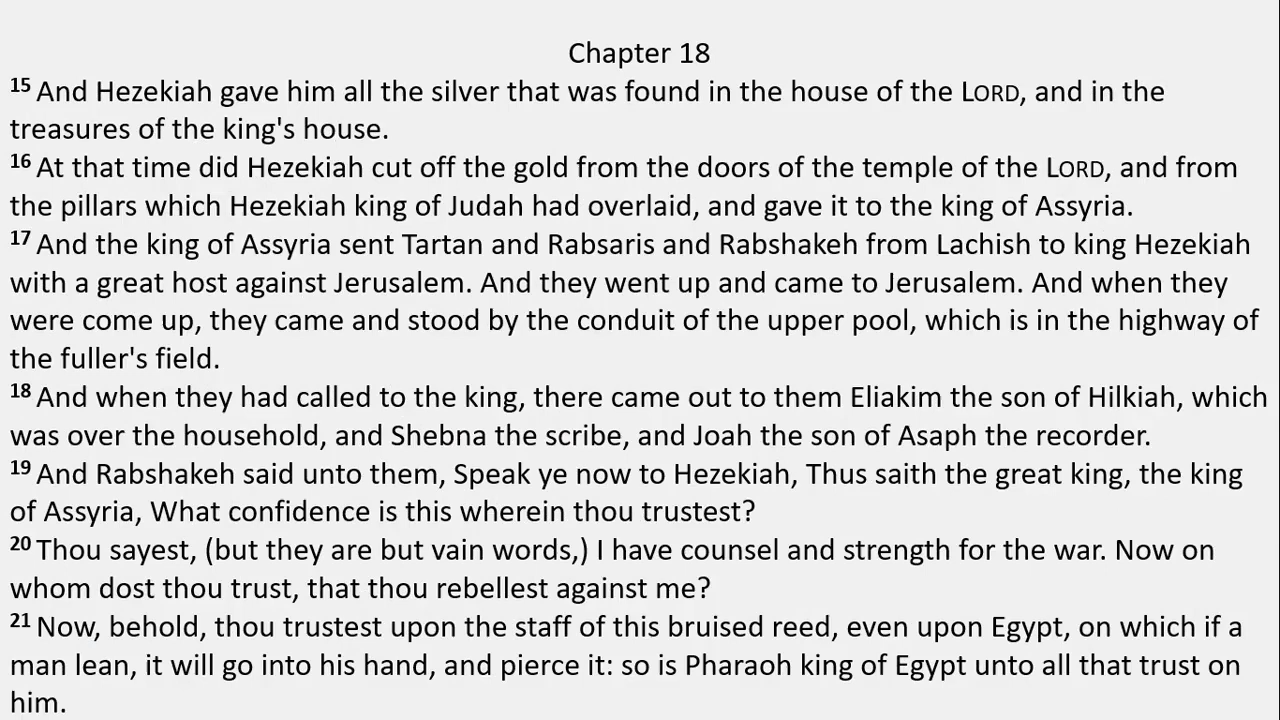 Chapter 18
15 And Hezekiah gave him all the silver that was found in the house of the LORD, and in the
treasures of the king's house.
16 At that time did Hezekiah cut off the gold from the doors of the temple of the LORD, and from
the pillars which Hezekiah king of Judah had overlaid, and gave it to the king of Assyria.
17 And the king of Assyria sent Tartan and Rabsaris and Rabshakeh from Lachish to king Hezekiah
with a great host against Jerusalem. And they went up and came to Jerusalem. And when they
were come up, they came and stood by the conduit of the upper pool, which is in the highway of
the fuller's field.
18 And when they had called to the king, there came out to them Eliakim the son of Hilkiah, which
was over the household, and Shebna the scribe, and Joah the son of Asaph the recorder.
19 And Rabshakeh said unto them, Speak ye now to Hezekiah, Thus saith the great king, the king
of Assyria, What confidence is this wherein thou trustest?
20 Thou sayest, (but they are but vain words,) I have counsel and strength for the war. Now on
whom dost thou trust, that thou rebellest against me?
21 Now, behold, thou trustest upon the staff of this bruised reed, even upon Egypt, on which if a
man lean, it will go into his hand, and pierce it: so is Pharaoh king of Egypt unto all that trust on
him.